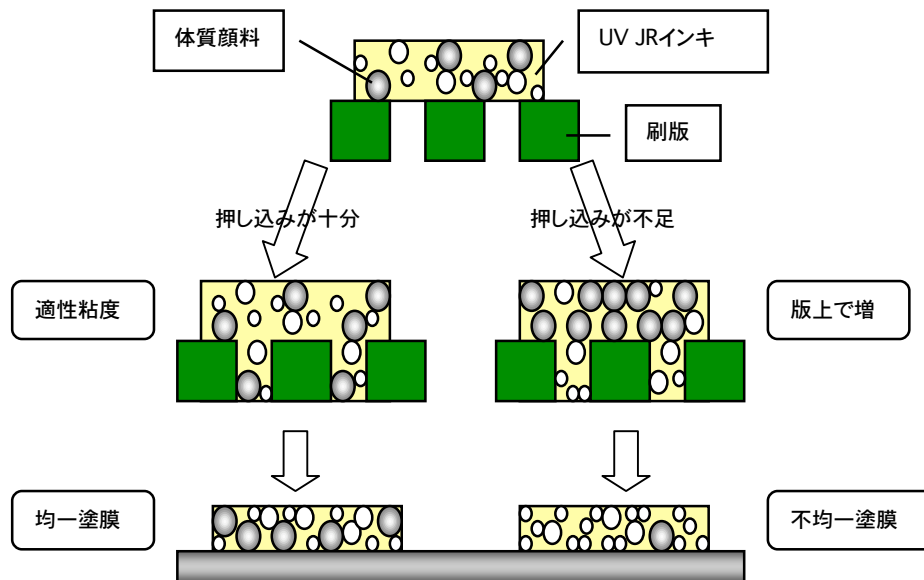 体質顔料
UV JRインキ
刷版
押し込みが十分
押し込みが不足
適性粘度
版上で増
均一塗膜
不均一塗膜